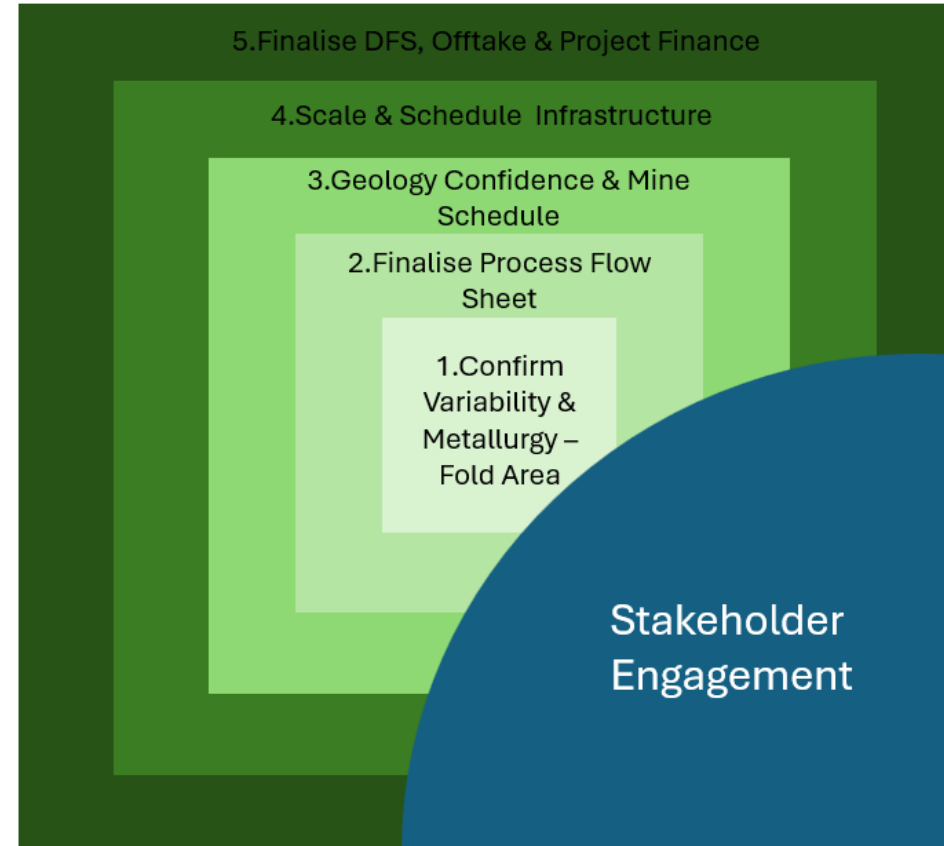 5.Finalise DFS, Offtake & Project Finance
4.Scale & Schedule  Infrastructure
3.Geology Confidence & Mine
Schedule
2.Finalise Process Flow
Sheet
1.Confirm
Variability &
Metallurgy –
Fold Area
Stakeholder
Engagement